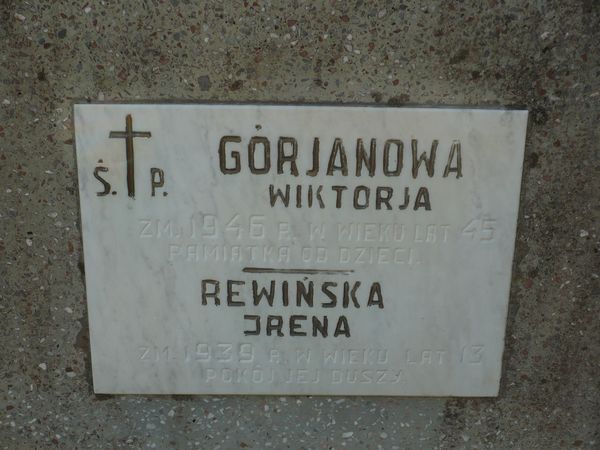 Ś. P.
GÓRJANOWA
WIKTORJA
ZM. 1946 R. W WIEKU LAT 45
PAMIĄTKA OD DZIECI.
REWIŃSKA
IRENA
ZM. 1939 R. W WIEKU LAT 13
POKÓJ JEJ DUSZY.